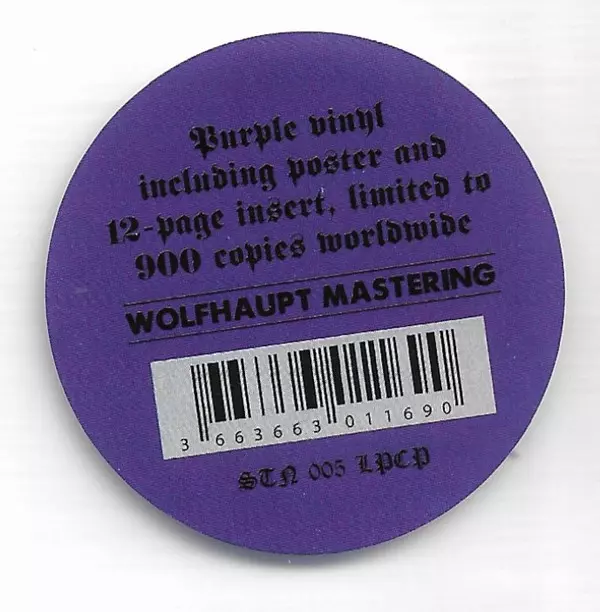 Purple vinyl
including poster and
12-page insert, limited to
900 copies worldwide
WOLFHAUPT MASTERING
3 663663 011690
STN 005 LPCP